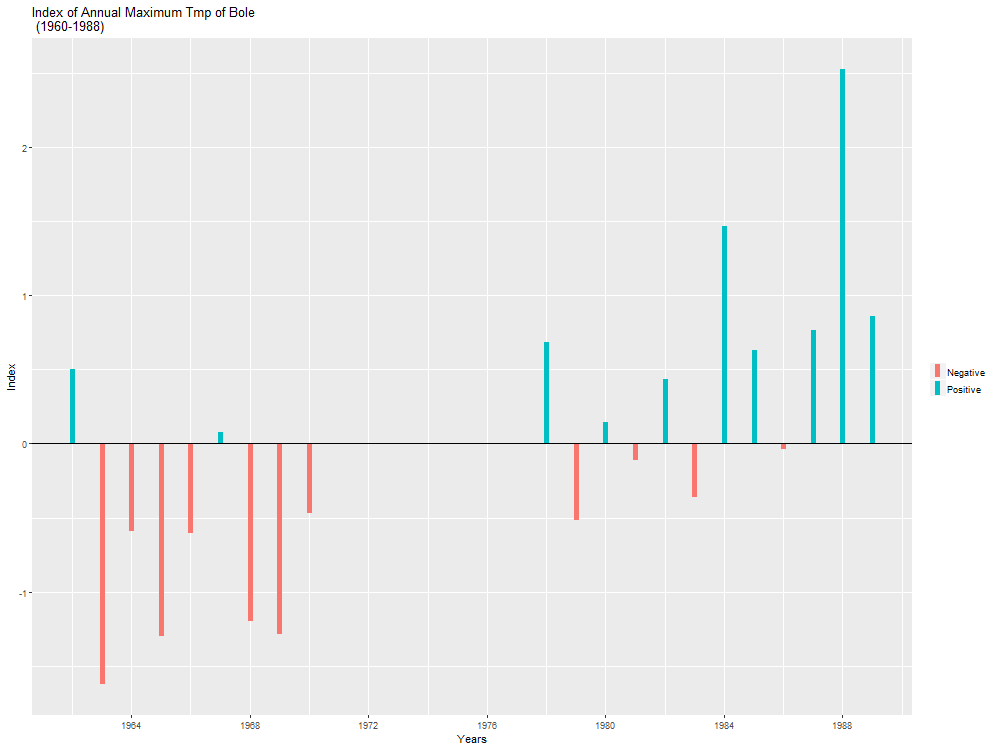 Index of Annual Maximum Tmp of Bole
(1960-1988)
2
1
0
-1
Index
1964 1968 1972 1976 1980 1984 1988
Years
Negative
Positive